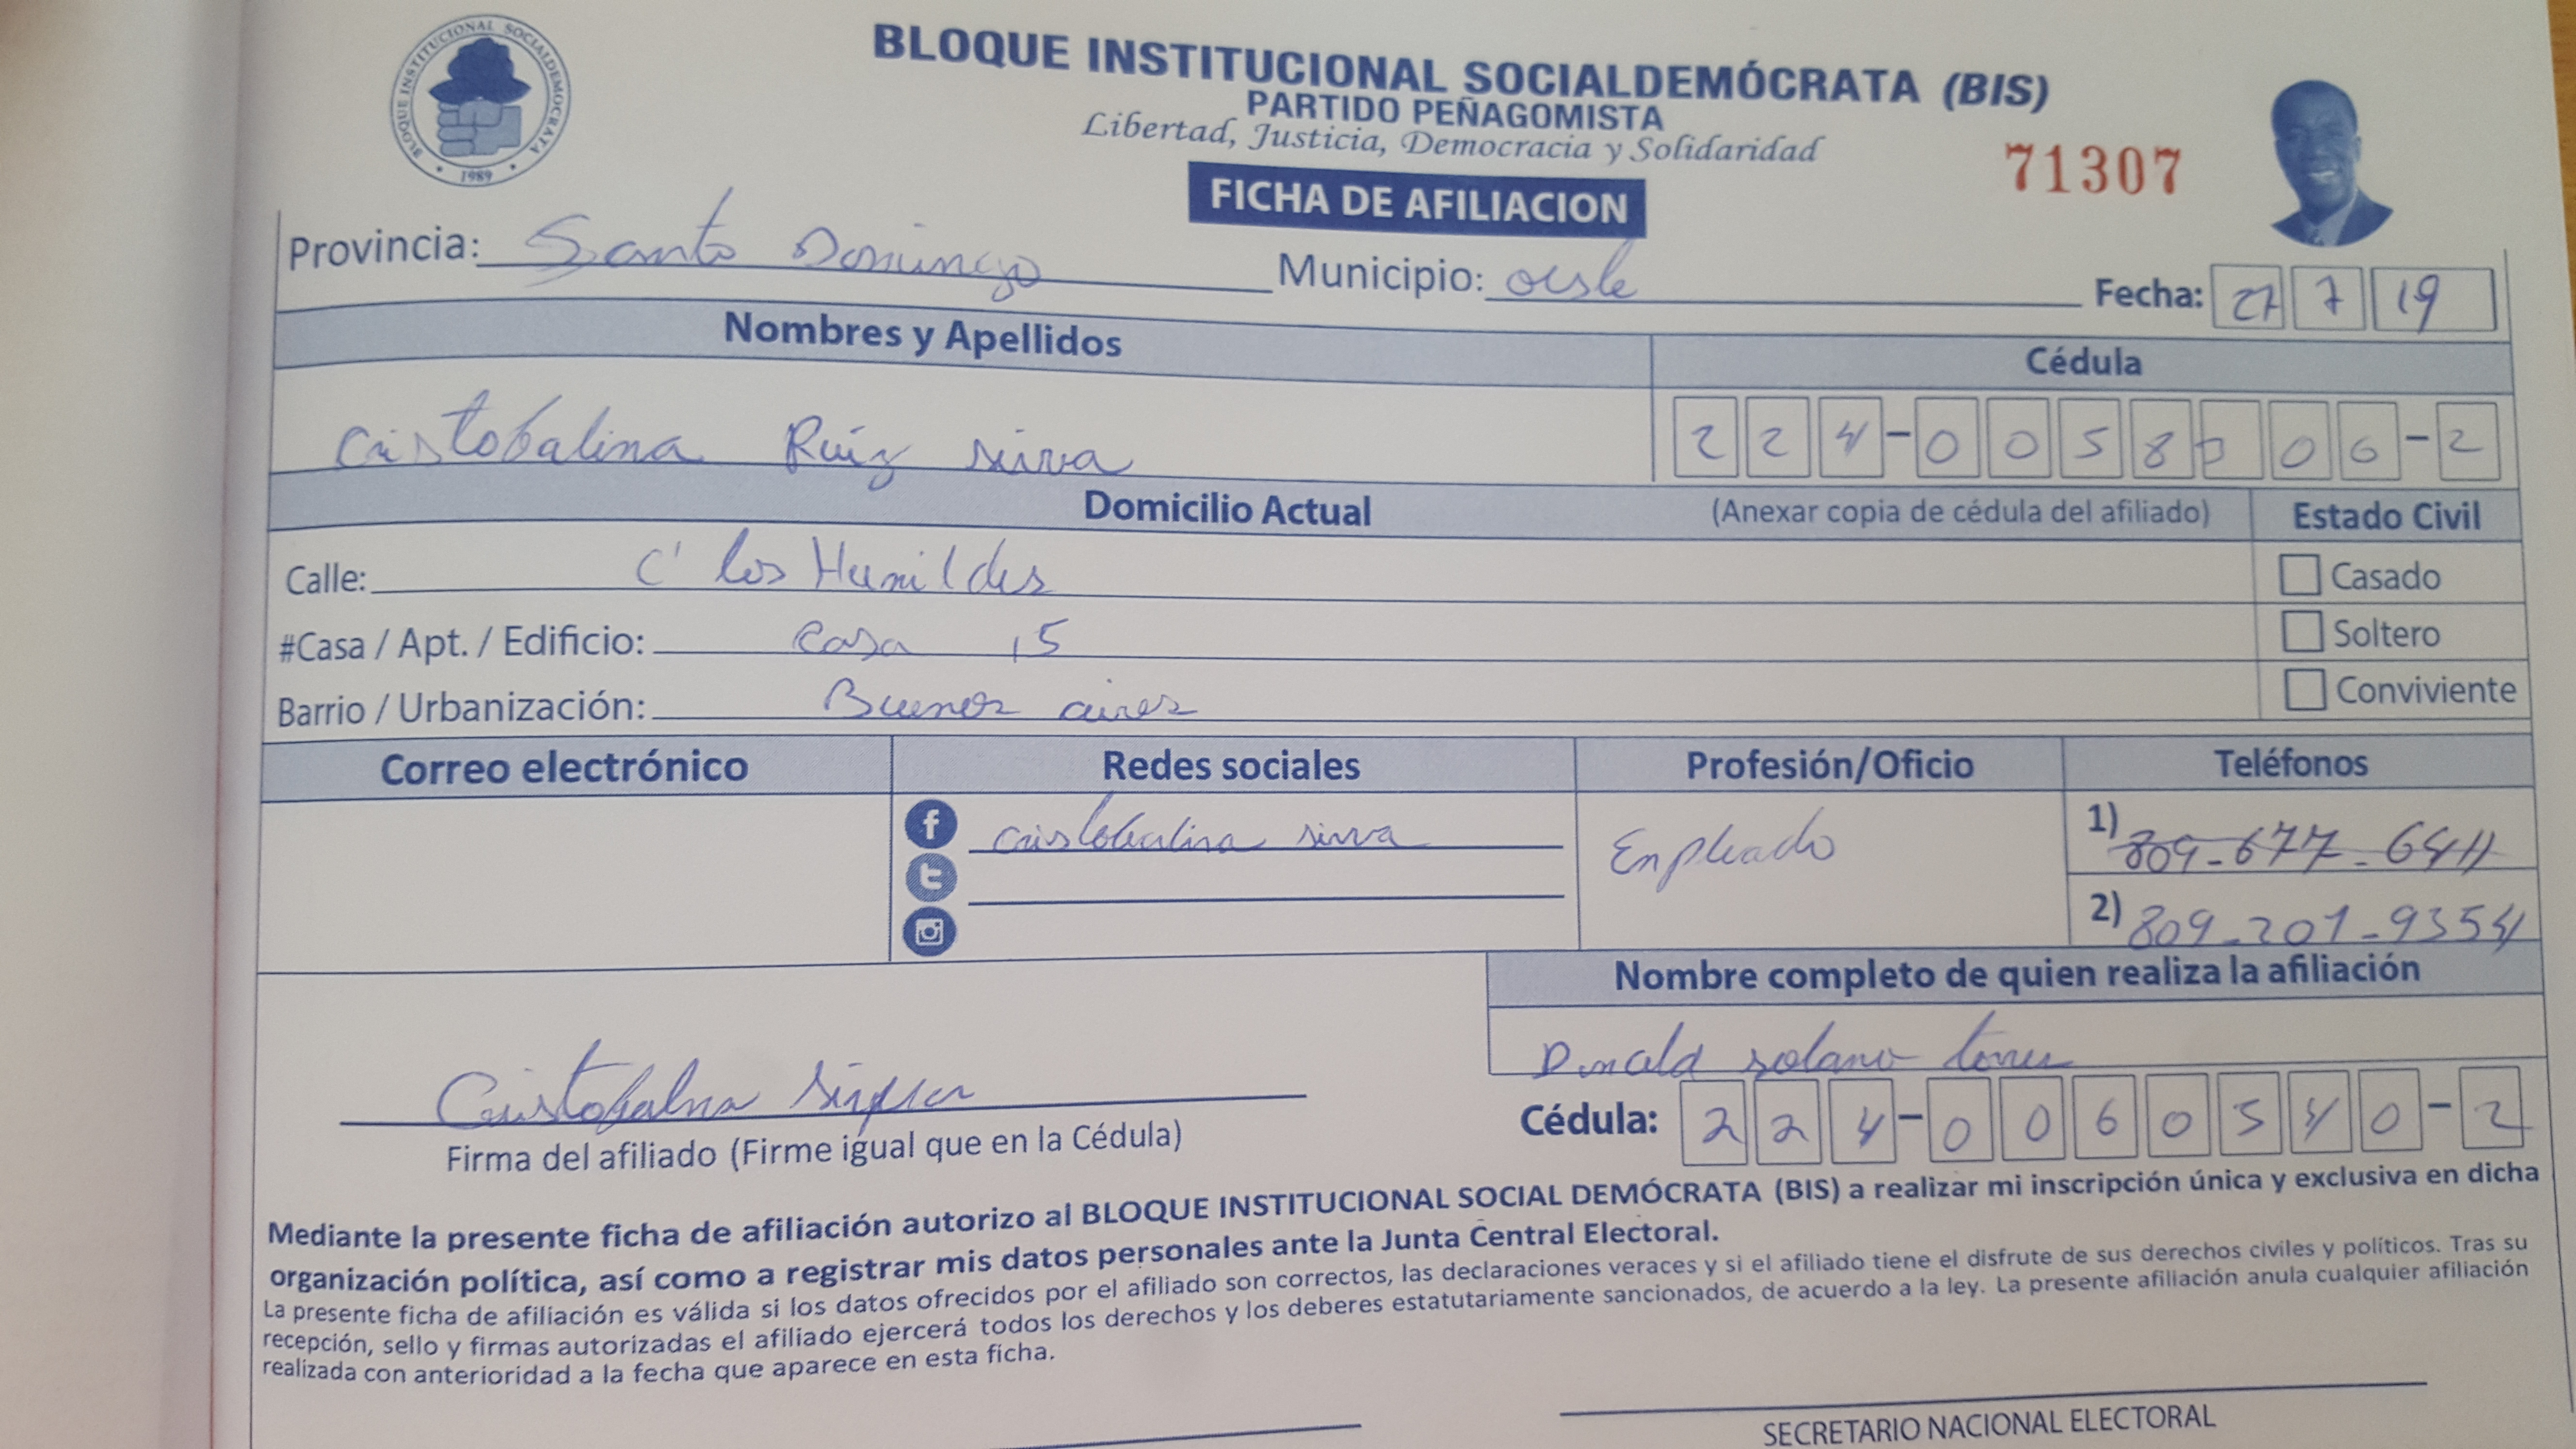 BLOQUE INSTITUCIONAL SOCIALDEMOCRATA
1989
BLOQUE INSTITUCIONAL SOCIALDEMÓCRATA (BIS)
PARTIDO PEÑAGOMISTA
Libertad, Justicia, Democracia y Solidaridad
71307
FICHA DE AFILIACION
Provincia: Santo Domingo Municipio: oeste Fecha: 27 7 19
Nombres y Apellidos Cédula
Cristobalina Ruiz 224-0058006-2
Domicilio Actual (Anexar copia de cédula del afiliado) Estado Civil
Calle: C' los Humildes Casado
#Casa / Apt. / Edificio: Casa 15 Soltero
Barrio / Urbanización: Buenos aires Conviviente
Correo electrónico Redes sociales Profesión/Oficio Teléfonos
cristobalina Empleado 1) 809-677-6411
2) 809-201-9354
Nombre completo de quien realiza la afiliación
Donald solano torres
Cristobalina
Firma del afiliado (Firme igual que en la Cédula)
Cédula: 224-0060540-2
Mediante la presente ficha de afiliación autorizo al BLOQUE INSTITUCIONAL SOCIAL DEMÓCRATA (BIS) a realizar mi inscripción única y exclusiva en dicha
organización política, así como a registrar mis datos personales ante la Junta Central Electoral.
La presente ficha de afiliación es válida si los datos ofrecidos por el afiliado son correctos, las declaraciones veraces y si el afiliado tiene el disfrute de sus derechos civiles y políticos. Tras su
recepción, sello y firmas autorizadas el afiliado ejercerá todos los derechos y los deberes estatutariamente sancionados, de acuerdo a la ley. La presente afiliación anula cualquier afiliación
realizada con anterioridad a la fecha que aparece en esta ficha.
SECRETARIO NACIONAL ELECTORAL